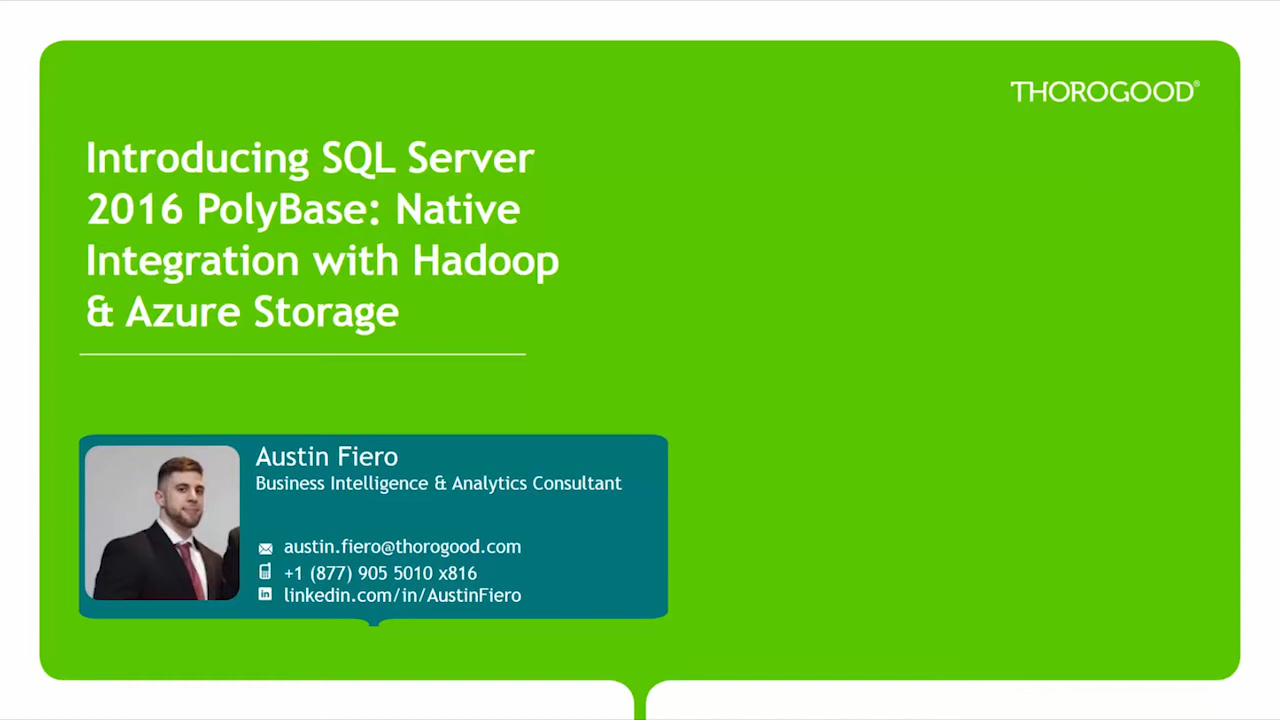 THOROGOOD®
Introducing SQL Server
2016 PolyBase: Native
Integration with Hadoop
& Azure Storage
Austin Fiero
Business Intelligence & Analytics Consultant
austin.fiero@thorogood.com
+1 (877) 905 5010 x816
in linkedin.com/in/AustinFiero